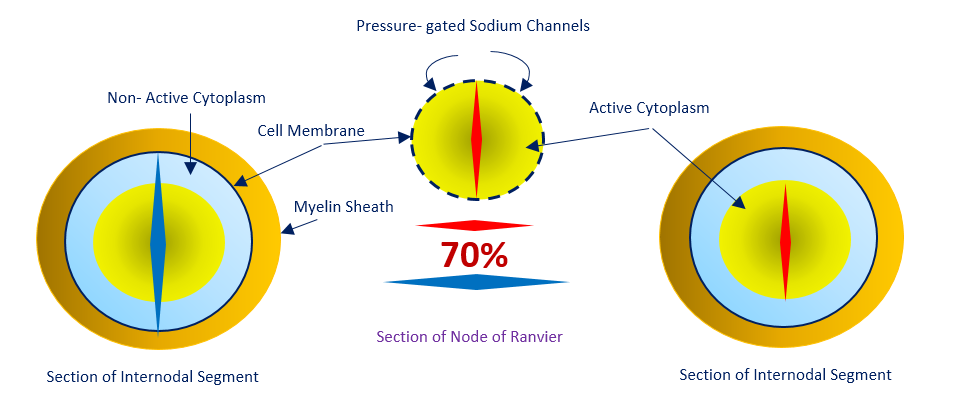 Pressure- gated Sodium Channels
Non- Active Cytoplasm
Active Cytoplasm
Cell Membrane
Myelin Sheath
70%
Section of Node of Ranvier
Section of Internodal Segment
Section of Internodal Segment